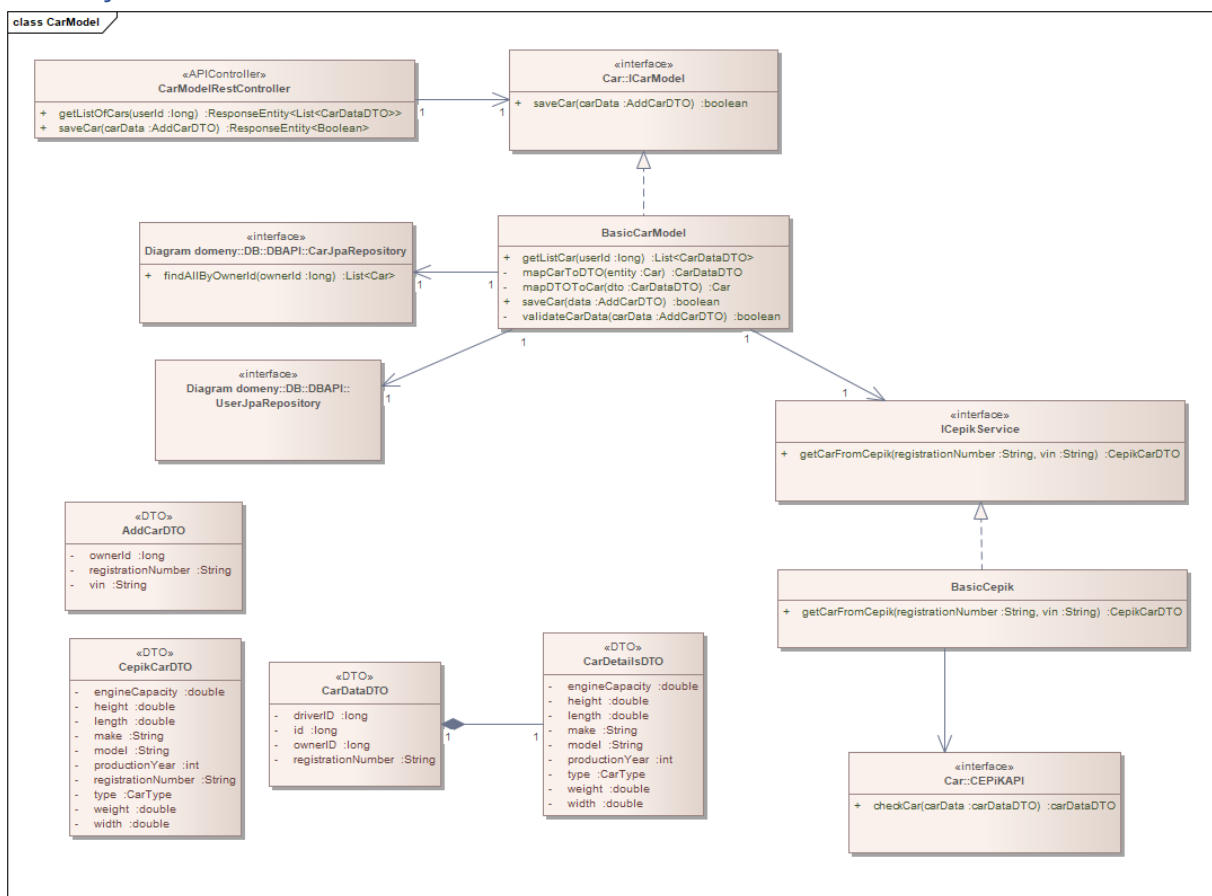 class CarModel
«APIController»
CarModelRestController
+ getListOfCars(userId :long) :ResponseEntity<List<CarDataDTO>>
+ saveCar(carData :AddCarDTO) :ResponseEntity<Boolean>
1
1
«interface»
Car::ICarModel
+ saveCar(carData :AddCarDTO) :boolean
«interface»
Diagram domeny::DB::DBAPI::CarJpaRepository
+ findAllByOwnerId(ownerId :long) :List<Car>
1
1
BasicCarModel
+ getListCar(userId :long) :List<CarDataDTO>
- mapCarToDTO(entity :Car) :CarDataDTO
- mapDTOToCar(dto :CarDataDTO) :Car
+ saveCar(data :AddCarDTO) :boolean
- validateCarData(carData :AddCarDTO) :boolean
1
1
«interface»
Diagram domeny::DB::DBAPI::
UserJpaRepository
1
1
«interface»
ICepikService
+ getCarFromCepik(registrationNumber :String, vin :String) :CepikCarDTO
«DTO»
AddCarDTO
- ownerId :long
- registrationNumber :String
- vin :String
BasicCepik
+ getCarFromCepik(registrationNumber :String, vin :String) :CepikCarDTO
«DTO»
CepikCarDTO
- engineCapacity :double
- height :double
- length :double
- make :String
- model :String
- productionYear :int
- registrationNumber :String
- type :CarType
- weight :double
- width :double
«DTO»
CarDataDTO
- driverID :long
- id :long
- ownerID :long
- registrationNumber :String
1
1
«DTO»
CarDetailsDTO
- engineCapacity :double
- height :double
- length :double
- make :String
- model :String
- productionYear :int
- type :CarType
- weight :double
- width :double
«interface»
Car::CEPiKAPI
+ checkCar(carData :carDataDTO) :carDataDTO